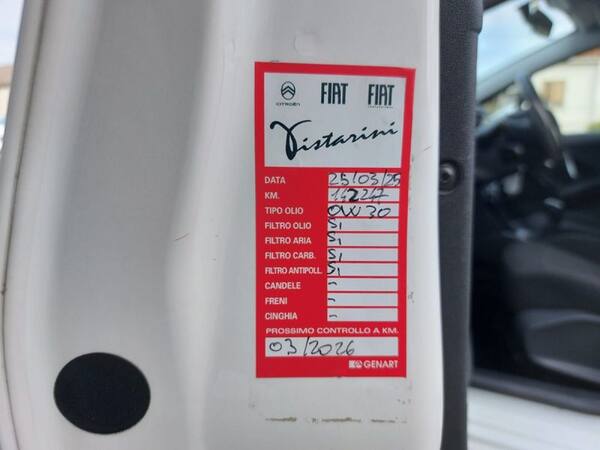 CITROËN FIAT FIAT
Vistarini
DATA 25/03/25
KM. 142247
TIPO OLIO 0W30
FILTRO OLIO SI
FILTRO ARIA SI
FILTRO CARB. SI
FILTRO ANTIPOLL. SI
CANDELE -
FRENI -
CINGHIA -
PROSSIMO CONTROLLO A KM.
03/2026
GENART